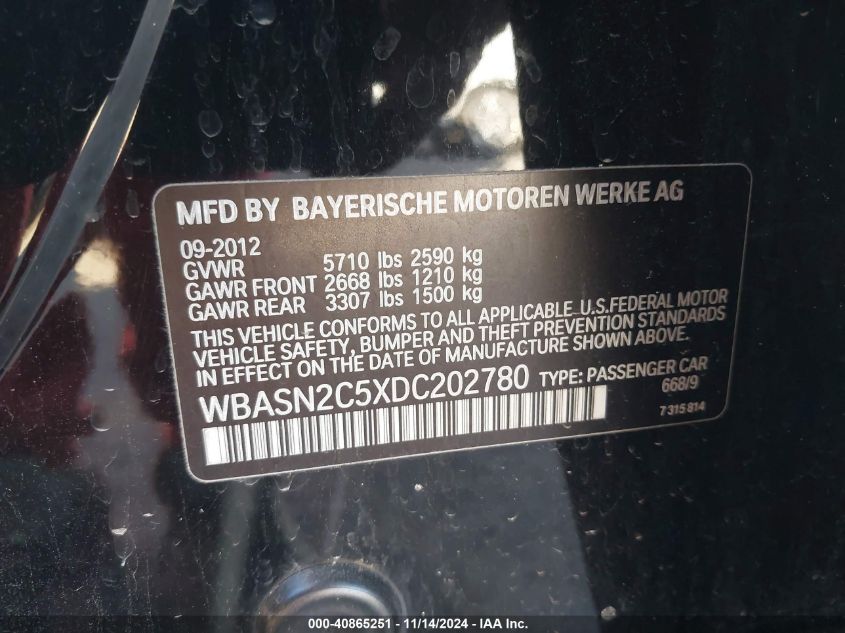 MFD BY BAYERISCHE MOTOREN WERKE AG
09-2012
GVWR 5710 lbs 2590 kg
GAWR FRONT 2668 lbs 1210 kg
GAWR REAR 3307 lbs 1500 kg
THIS VEHICLE CONFORMS TO ALL APPLICABLE U.S.FEDERAL MOTOR
VEHICLE SAFETY, BUMPER AND THEFT PREVENTION STANDARDS
IN EFFECT ON THE DATE OF MANUFACTURE SHOWN ABOVE.
WBASN2C5XDC202780 TYPE: PASSENGER CAR
668/9
7 315 814
000-40865251 - 11/14/2024 - IAA Inc.